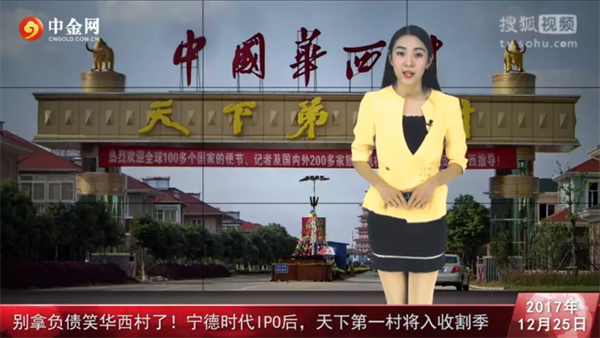 中金网
CNGOLD.COM.CN
搜狐视频
tv.sohu.com
中國華西村
天下第一村
热烈欢迎全球100多个国家的使节、记者及国内外200多家旅
西指导!
别拿负债笑华西村了！宁德时代IPO后，天下第一村将入收割季
2017年
12月25日